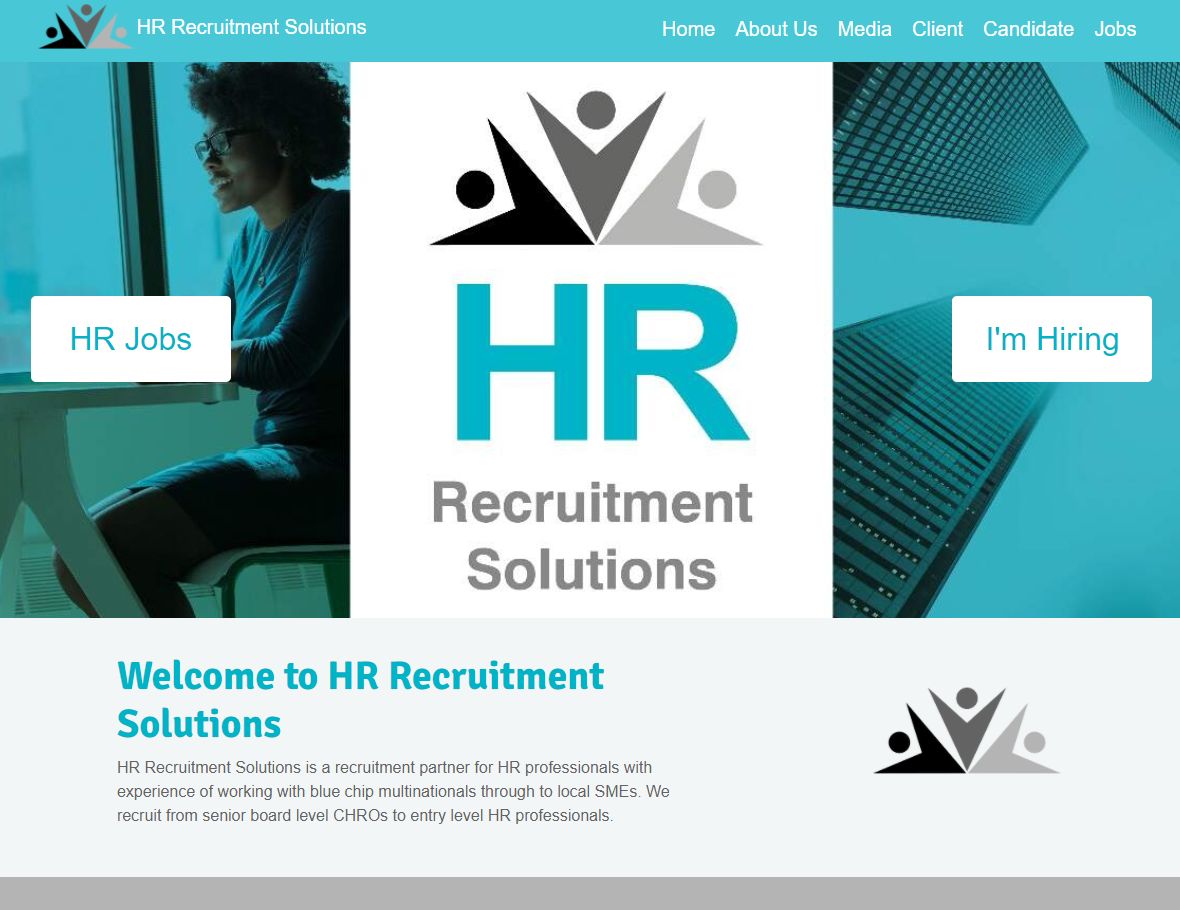 HR Recruitment Solutions
Home About Us Media Client Candidate Jobs
HR Jobs
HR
Recruitment
Solutions
I'm Hiring
Welcome to HR Recruitment
Solutions
HR Recruitment Solutions is a recruitment partner for HR professionals with
experience of working with blue chip multinationals through to local SMEs. We
recruit from senior board level CHROs to entry level HR professionals.